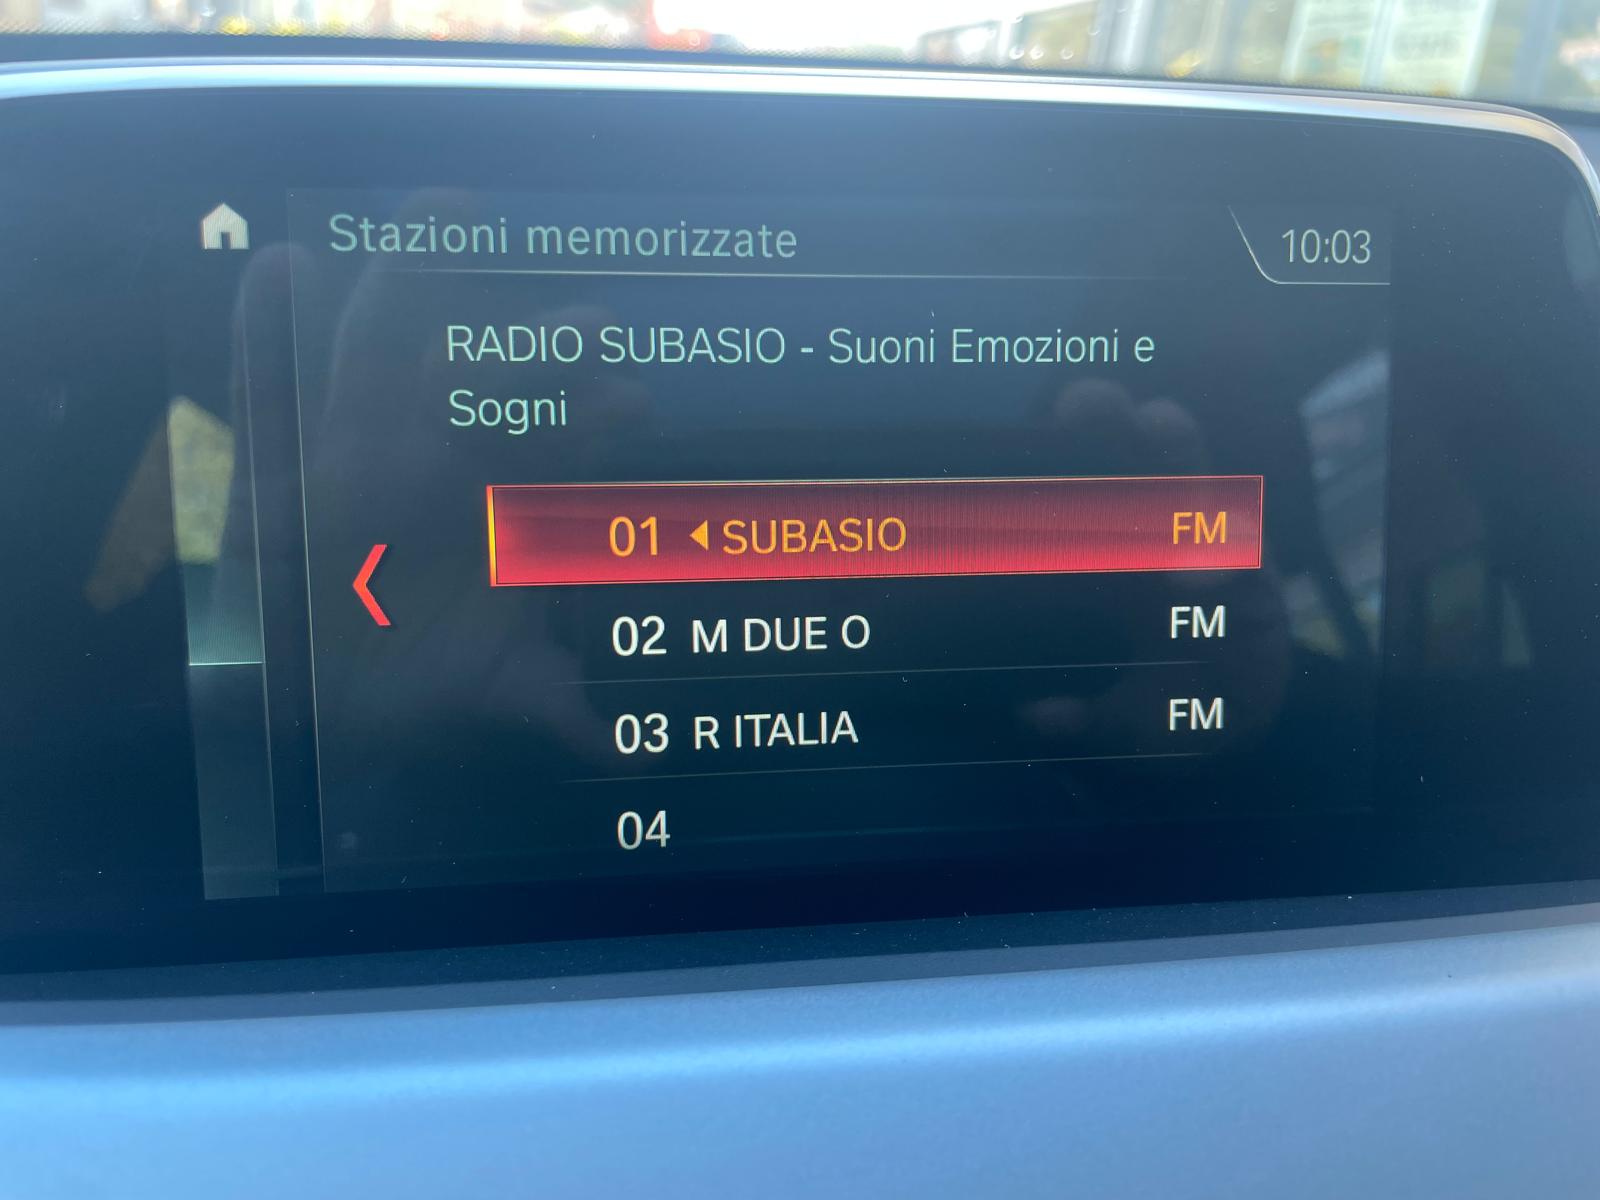 Stazioni memorizzate
10:03
RADIO SUBASIO - Suoni Emozioni e
Sogni
01 SUBASIO FM
02 M DUE O FM
03 R ITALIA FM
04